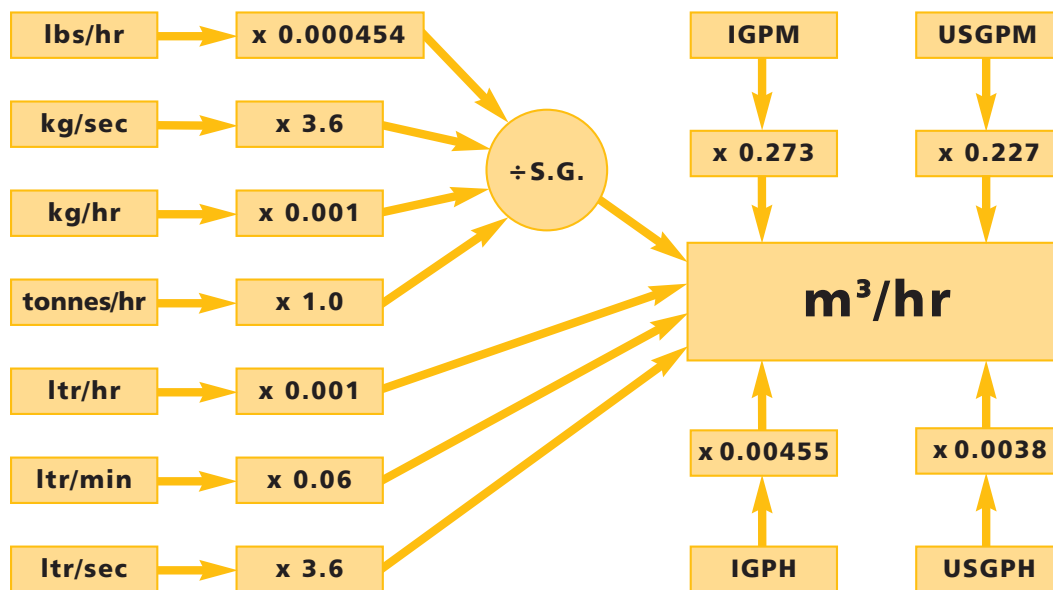 lbs/hr
x 0.000454
kg/sec
x 3.6
kg/hr
x 0.001
tonnes/hr
x 1.0
÷S.G.
ltr/hr
x 0.001
ltr/min
x 0.06
ltr/sec
x 3.6
IGPM
x 0.273
USGPM
x 0.227
m³/hr
x 0.00455
IGPH
x 0.0038
USGPH